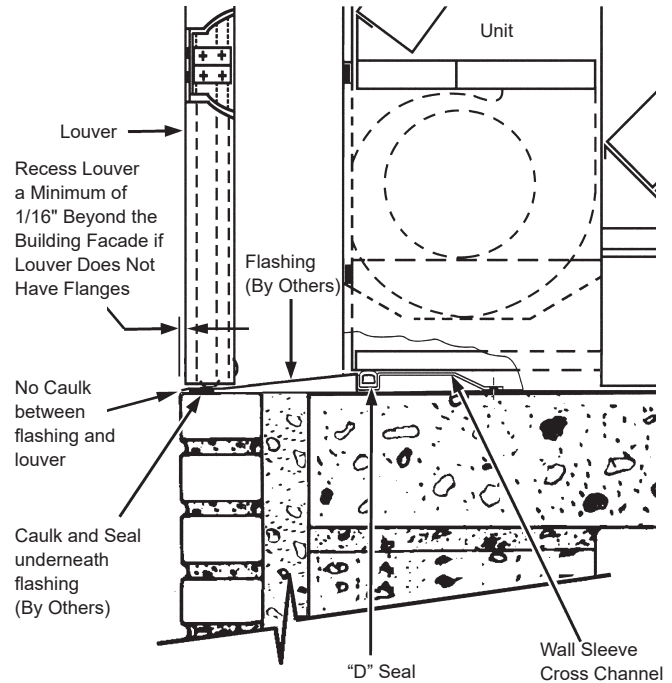 Unit
Louver
Recess Louver
a Minimum of
1/16" Beyond the
Building Facade if
Louver Does Not
Have Flanges
Flashing
(By Others)
No Caulk
between
flashing and
louver
Caulk and Seal
underneath
flashing
(By Others)
“D” Seal
Wall Sleeve
Cross Channel